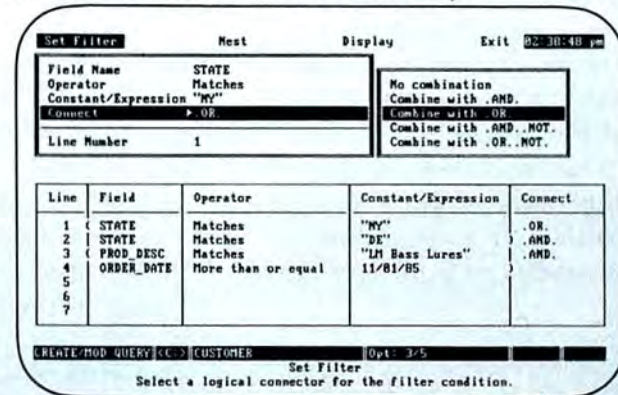 Set Filter Nest Display Exit 02:38:48 pm
Field Name STATE
Operator Matches
Constant/Expression "NY"
Connect ▶.OR.
Line Number 1
No combination
Combine with .AND.
Combine with .OR.
Combine with .AND..NOT.
Combine with .OR..NOT.
Line Field Operator Constant/Expression Connect
1 ( STATE Matches "NY" .OR.
2 STATE Matches "DE" ) .AND.
3 ( PROD_DESC Matches "LM Bass Lures" .AND.
4 ORDER_DATE More than or equal 11/01/85 )
5
6
7
CREATE/MOD QUERY <C:> CUSTOMER Opt: 3/5
Set Filter
Select a logical connector for the filter condition.